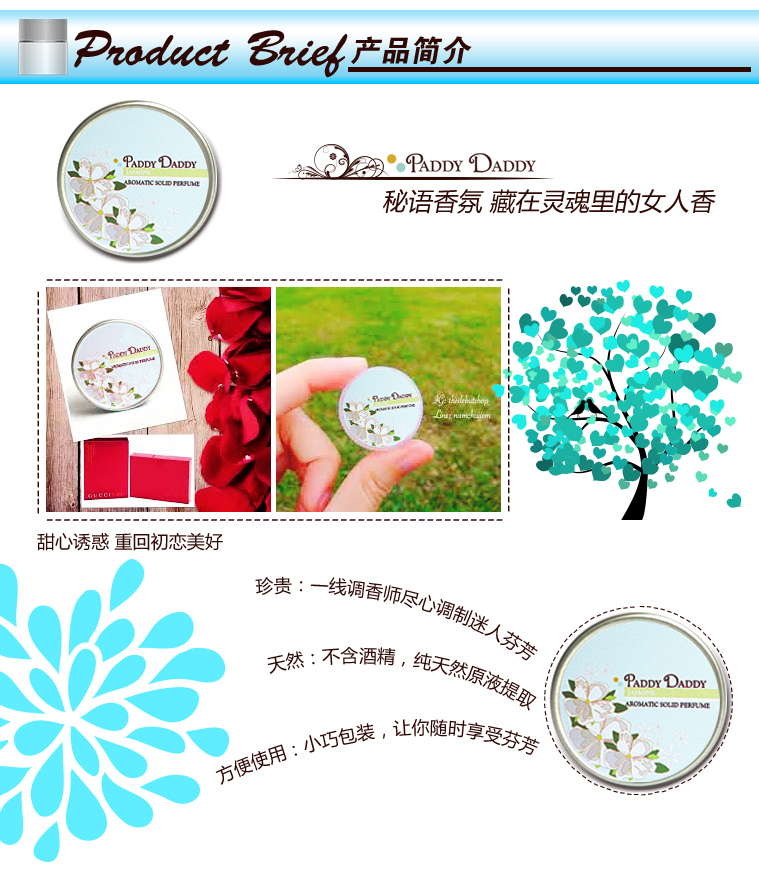 Product Brief 产品简介
PADDY DADDY
JASMINE
AROMATIC SOLID PERFUME
PADDY DADDY
秘语香氛 藏在灵魂里的女人香
PADDY DADDY
AROMATIC SOLID PERFUME
GUCCI
PADDY DADDY
AROMATIC SOLID PERFUME
IG: thedebutshop
Line: namchaajom
甜心诱惑 重回初恋美好
珍贵：一线调香师尽心调制迷人芬芳
天然：不含酒精，纯天然原液提取
方便使用：小巧包装，让你随时享受芬芳
PADDY DADDY
JASMINE
AROMATIC SOLID PERFUME